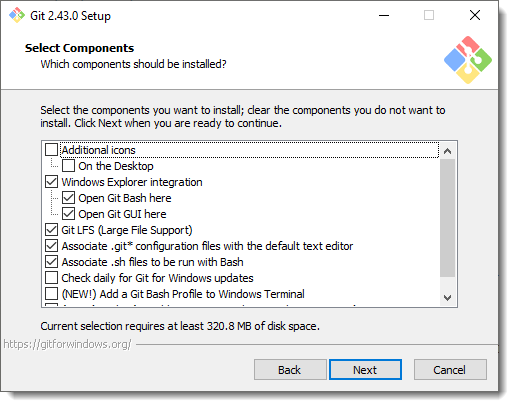 Git 2.43.0 Setup
Select Components
Which components should be installed?
Select the components you want to install; clear the components you do not want to
install. Click Next when you are ready to continue.
Additional icons
On the Desktop
Windows Explorer integration
Open Git Bash here
Open Git GUI here
Git LFS (Large File Support)
Associate .git* configuration files with the default text editor
Associate .sh files to be run with Bash
Check daily for Git for Windows updates
(NEW!) Add a Git Bash Profile to Windows Terminal
Current selection requires at least 320.8 MB of disk space.
https://gitforwindows.org/
Back
Next
Cancel